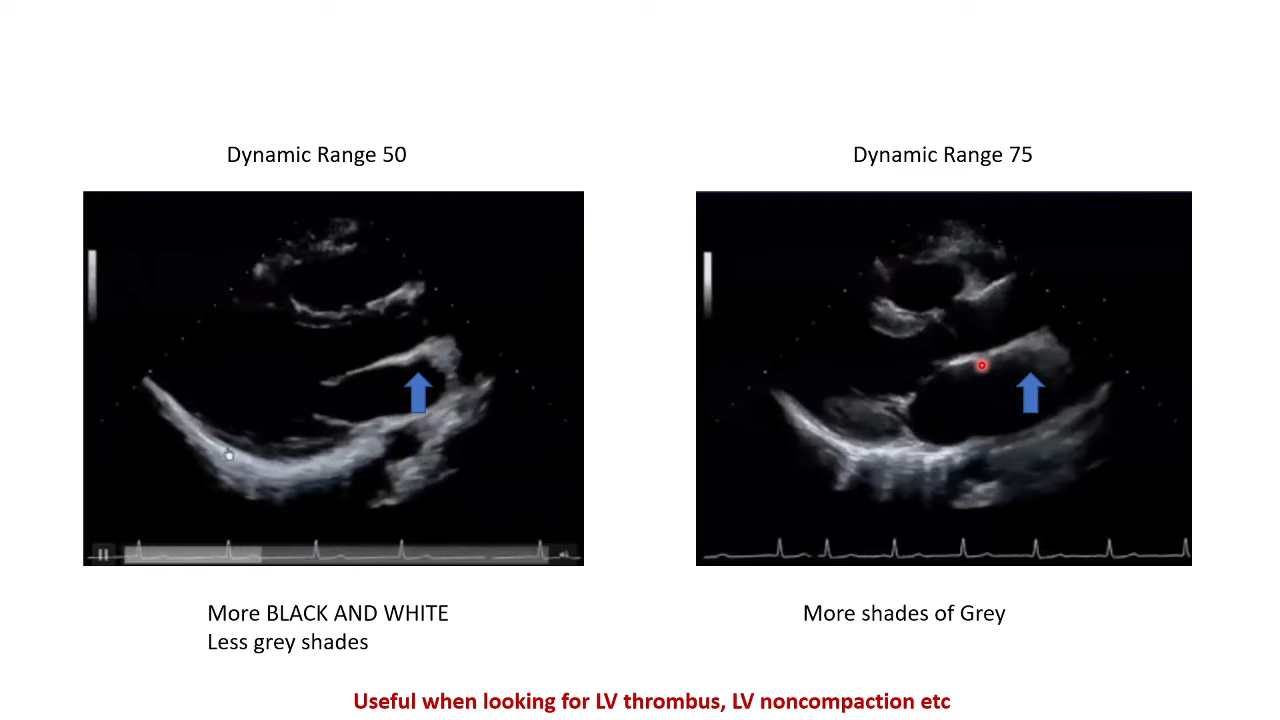 Dynamic Range 50
Dynamic Range 75
More BLACK AND WHITE
Less grey shades
More shades of Grey
Useful when looking for LV thrombus, LV noncompaction etc